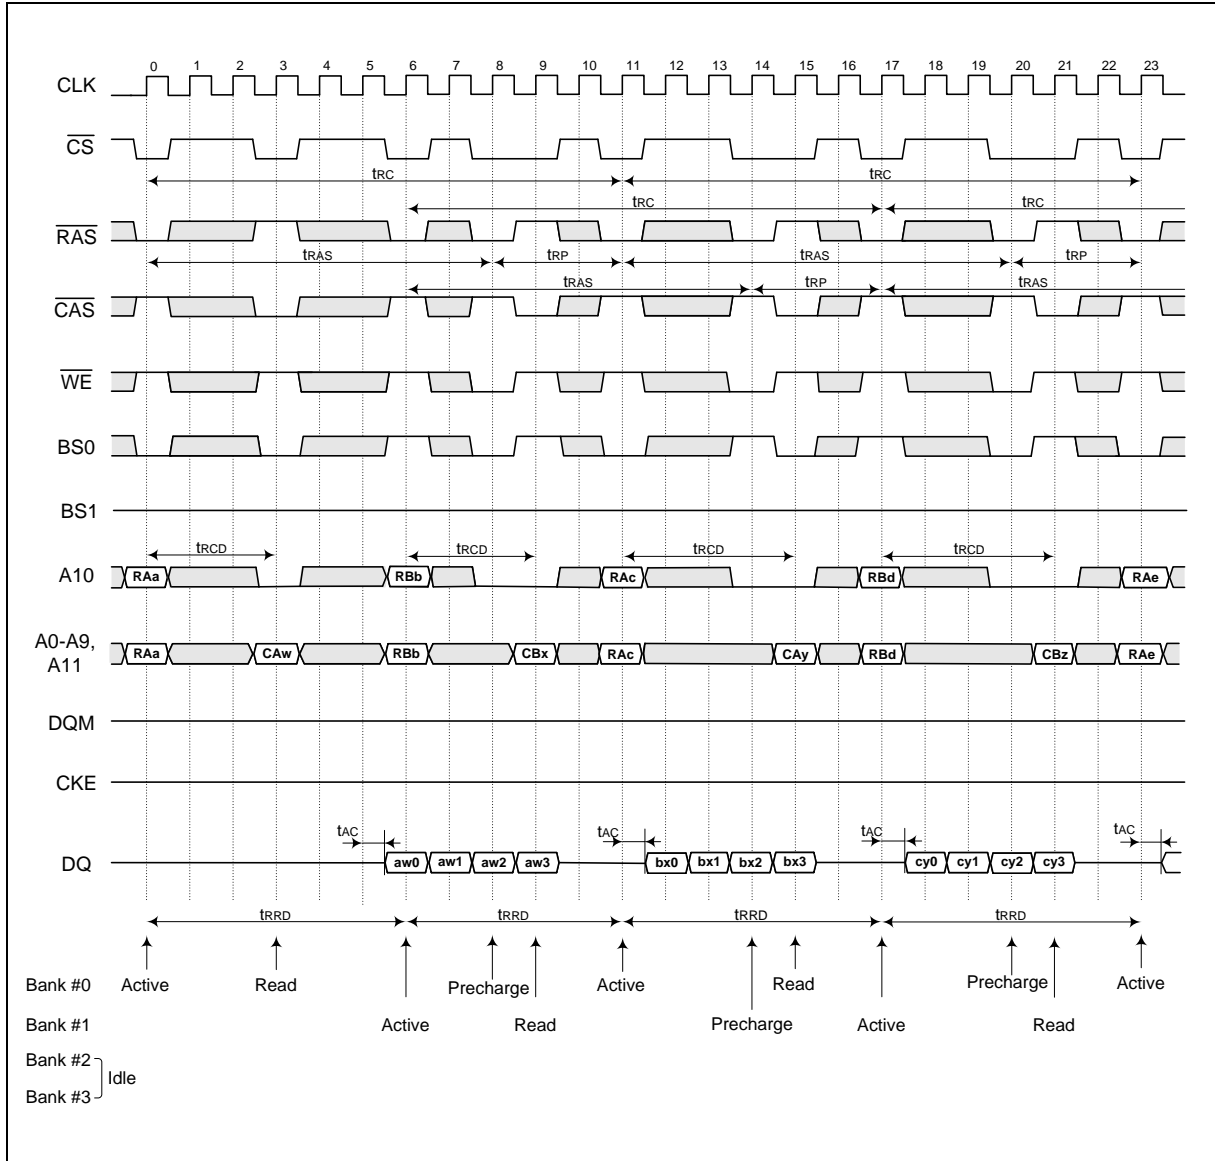 0 1 2 3 4 5 6 7 8 9 10 11 12 13 14 15 16 17 18 19 20 21 22 23
CLK
CS
tRC tRC
tRC tRC
RAS
tRAS tRP tRAS tRP
tRAS tRP tRAS
CAS
WE
BS0
BS1
tRCD tRCD tRCD tRCD
A10 RAa RBb RAc RBd RAe
A0-A9,
A11
RAa CAw RBb CBx RAc CAy RBd CBz RAe
DQM
CKE
tAC tAC tAC tAC
DQ aw0 aw1 aw2 aw3 bx0 bx1 bx2 bx3 cy0 cy1 cy2 cy3
tRRD tRRD tRRD tRRD
Bank #0 Active Read Precharge Active Read Precharge Active
Bank #1 Active Read Precharge Active Read
Bank #2
Idle
Bank #3